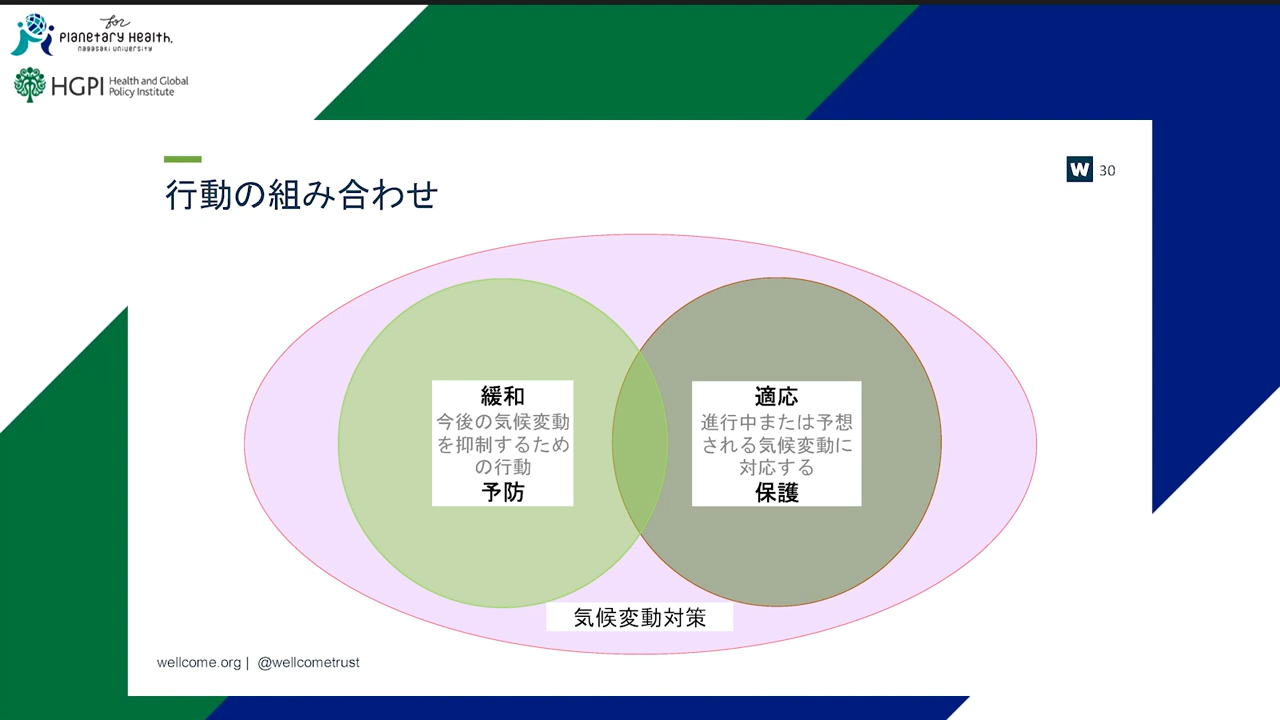 for
Planetary Health,
nagasaki university
HGPI Health and Global Policy Institute
W 30
行動の組み合わせ
緩和
今後の気候変動
を抑制するため
の行動
予防
適応
進行中または予想
される気候変動に
対応する
保護
気候変動対策
wellcome.org | @wellcometrust